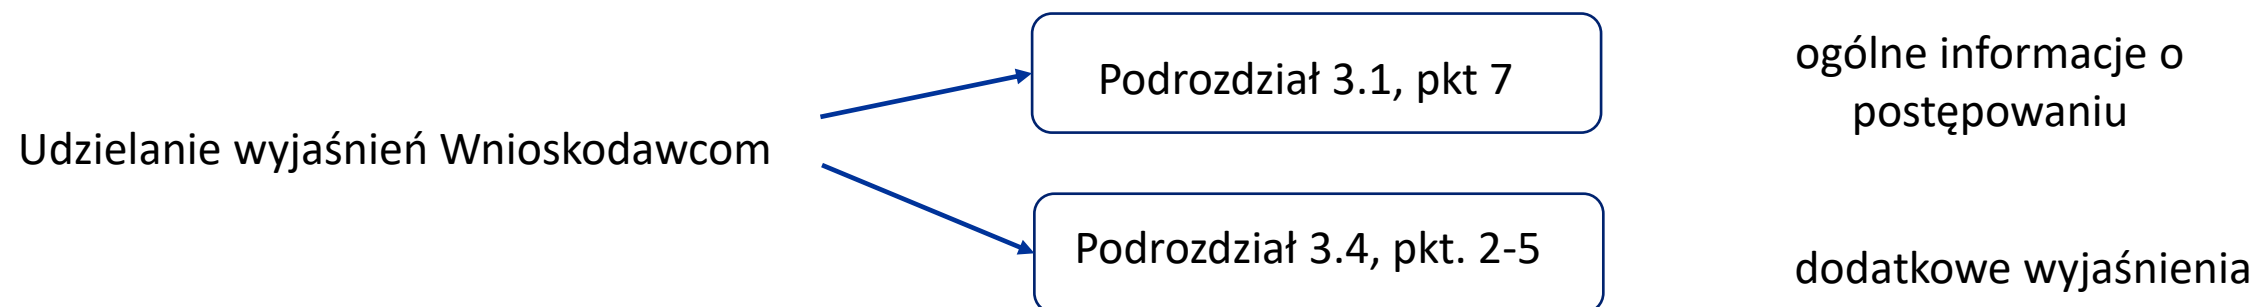 Udzielanie wyjaśnień Wnioskodawcom
Podrozdział 3.1, pkt 7
ogólne informacje o
postępowaniu
Podrozdział 3.4, pkt. 2-5
dodatkowe wyjaśnienia